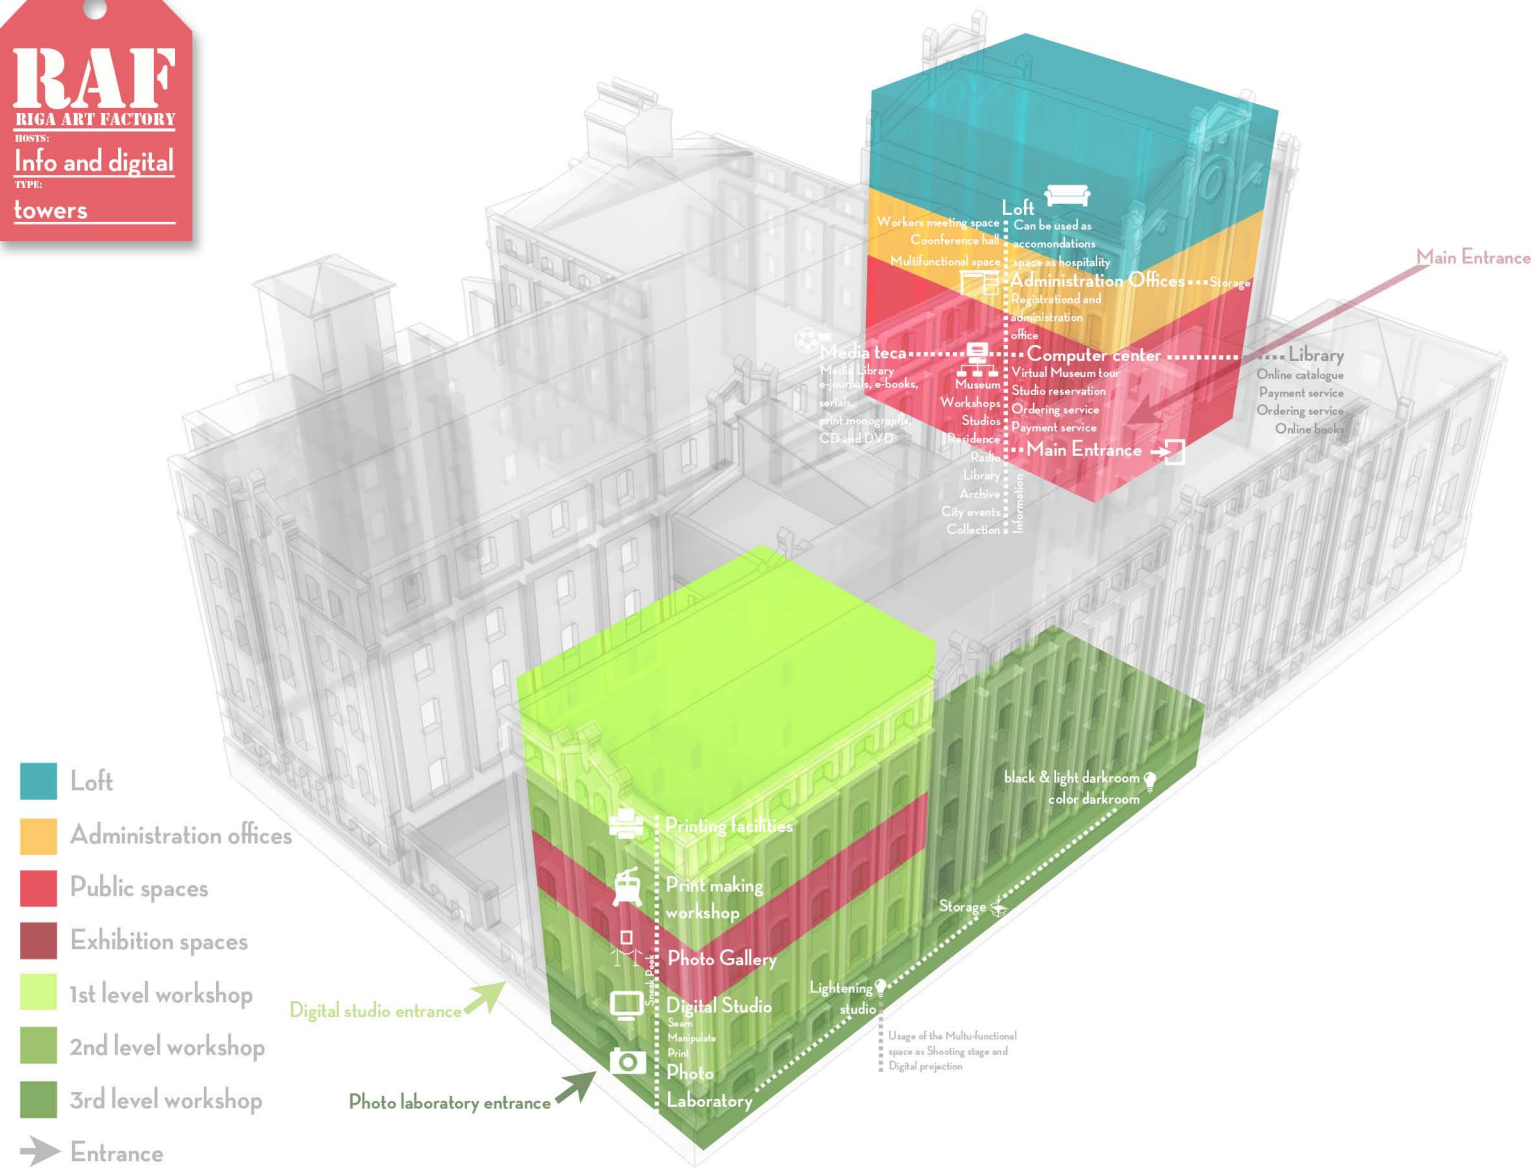 RAF
RIGA ART FACTORY
HOSTS:
Info and digital
TYPE:
towers
Loft
Workers meeting space
Coonference hall
Multifunctional space
Can be used as
accomondations
space as hospitality
Administration Offices
Storage
Registrationd and
administration
office
Main Entrance
Media teca
Media Library
e-journals, e-books,
serials,
print monographs,
CD and DVD
Computer center
Virtual Museum tour
Studio reservation
Ordering service
Payment service
Museum
Workshops
Studios
Residence
Radio
Library
Archive
City events
Collection
Information
Main Entrance
Library
Online catalogue
Payment service
Ordering service
Online books
Printing facilities
Print making
workshop
Photo Gallery
Sneak Peek
Digital Studio
Seam
Manipulate
Print
Photo
Laboratory
black & light darkroom
color darkroom
Storage
Lightening
studio
Usage of the Multu-functional
space as Shooting stage and
Digital projection
Digital studio entrance
Photo laboratory entrance
Loft
Administration offices
Public spaces
Exhibition spaces
1st level workshop
2nd level workshop
3rd level workshop
Entrance